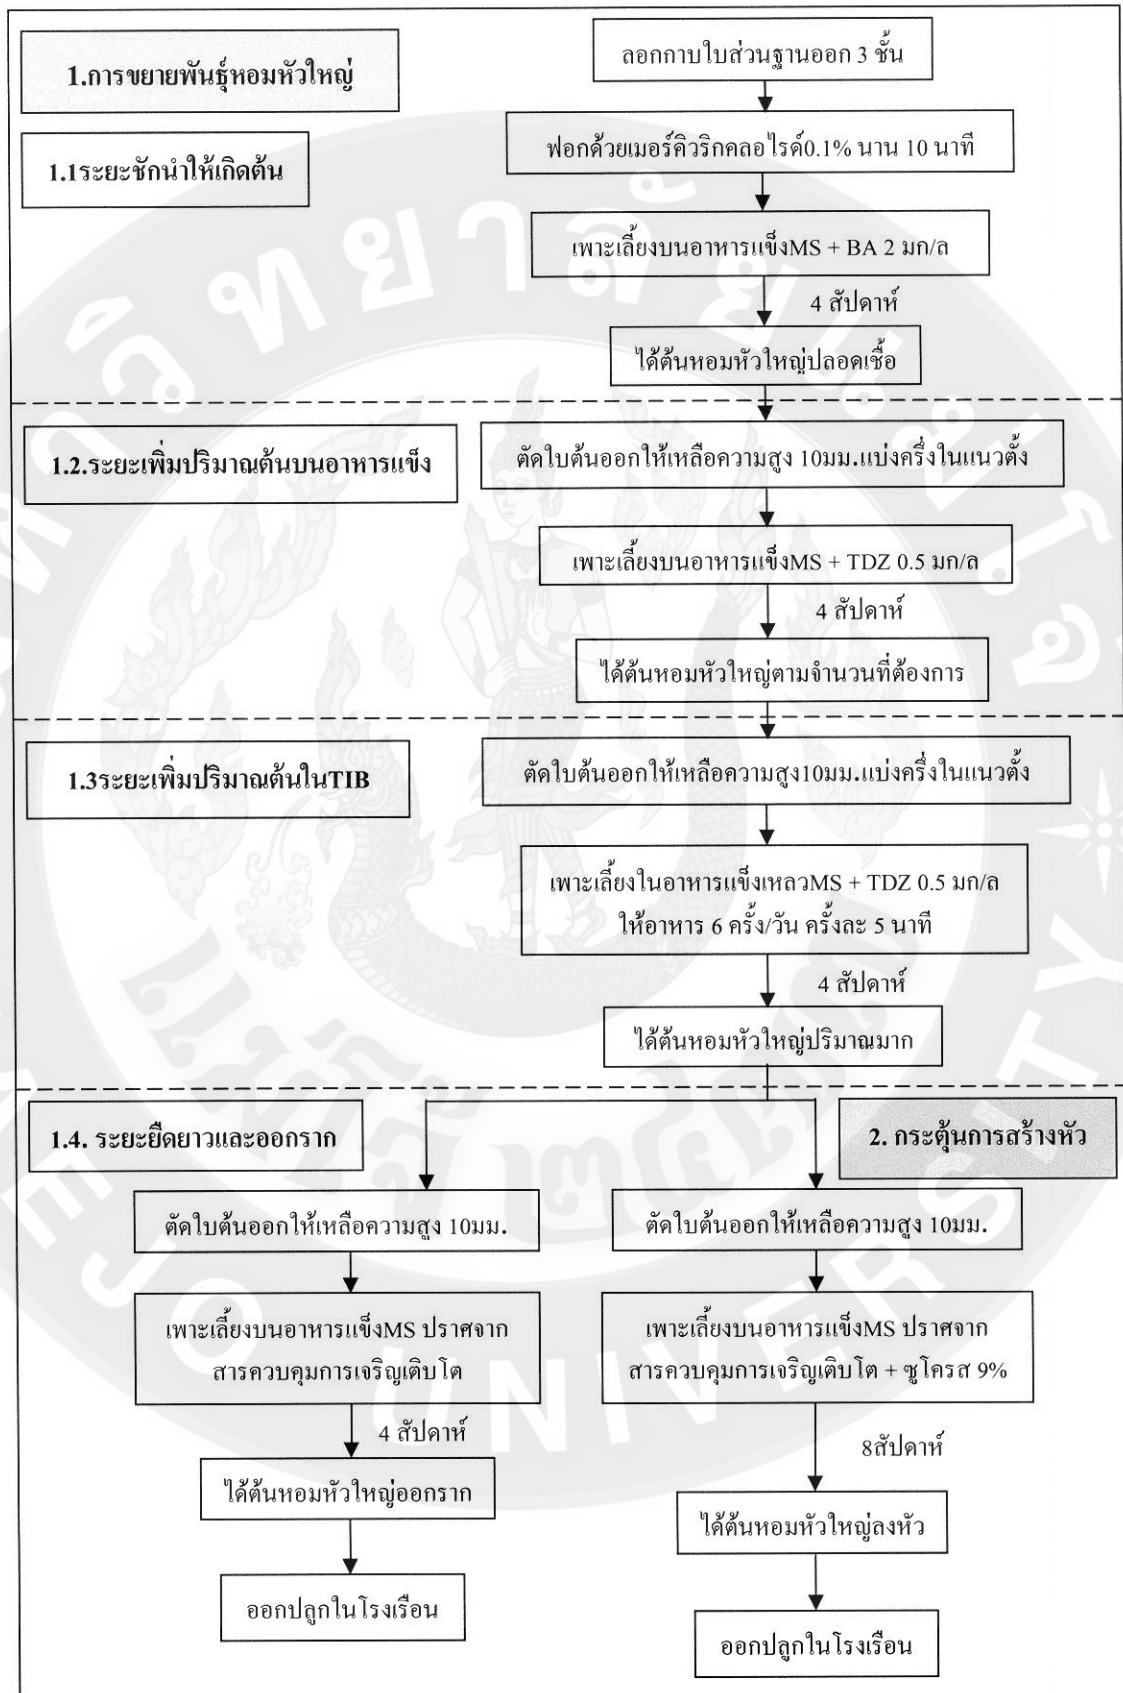 1.การขยายพันธุ์หอมหัวใหญ่
ลอกกาบใบส่วนฐานออก 3 ชั้น
1.1ระยะชักนำให้เกิดต้น
ฟอกด้วยเมอร์คิวริกคลอไรด์0.1% นาน 10 นาที
เพาะเลี้ยงบนอาหารแข็งMS + BA 2 มก/ล
4 สัปดาห์
ได้ต้นหอมหัวใหญ่ปลอดเชื้อ
1.2.ระยะเพิ่มปริมาณต้นบนอาหารแข็ง
ตัดใบต้นออกให้เหลือความสูง 10มม.แบ่งครึ่งในแนวตั้ง
เพาะเลี้ยงบนอาหารแข็งMS + TDZ 0.5 มก/ล
4 สัปดาห์
ได้ต้นหอมหัวใหญ่ตามจำนวนที่ต้องการ
1.3ระยะเพิ่มปริมาณต้นในTIB
ตัดใบต้นออกให้เหลือความสูง10มม.แบ่งครึ่งในแนวตั้ง
เพาะเลี้ยงในอาหารแข็งเหลวMS + TDZ 0.5 มก/ล
ให้อาหาร 6 ครั้ง/วัน ครั้งละ 5 นาที
4 สัปดาห์
ได้ต้นหอมหัวใหญ่ปริมาณมาก
1.4. ระยะยืดยาวและออกราก
ตัดใบต้นออกให้เหลือความสูง 10มม.
เพาะเลี้ยงบนอาหารแข็งMS ปราศจาก
สารควบคุมการเจริญเติบโต
4 สัปดาห์
ได้ต้นหอมหัวใหญ่ออกราก
ออกปลูกในโรงเรือน
2. กระตุ้นการสร้างหัว
ตัดใบต้นออกให้เหลือความสูง 10มม.
เพาะเลี้ยงบนอาหารแข็งMS ปราศจาก
สารควบคุมการเจริญเติบโต + ซูโครส 9%
8สัปดาห์
ได้ต้นหอมหัวใหญ่ลงหัว
ออกปลูกในโรงเรือน